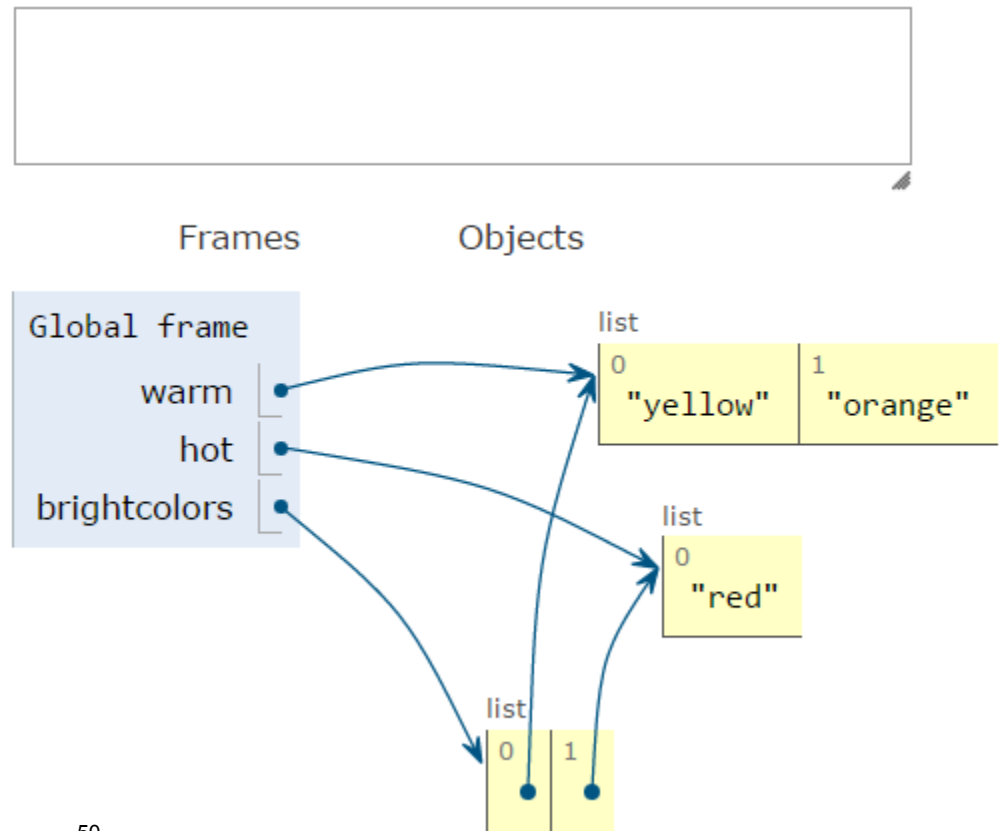 Frames Objects
Global frame
list
0 1
warm
"yellow" "orange"
hot
brightcolors
list
0
"red"
list
0 1